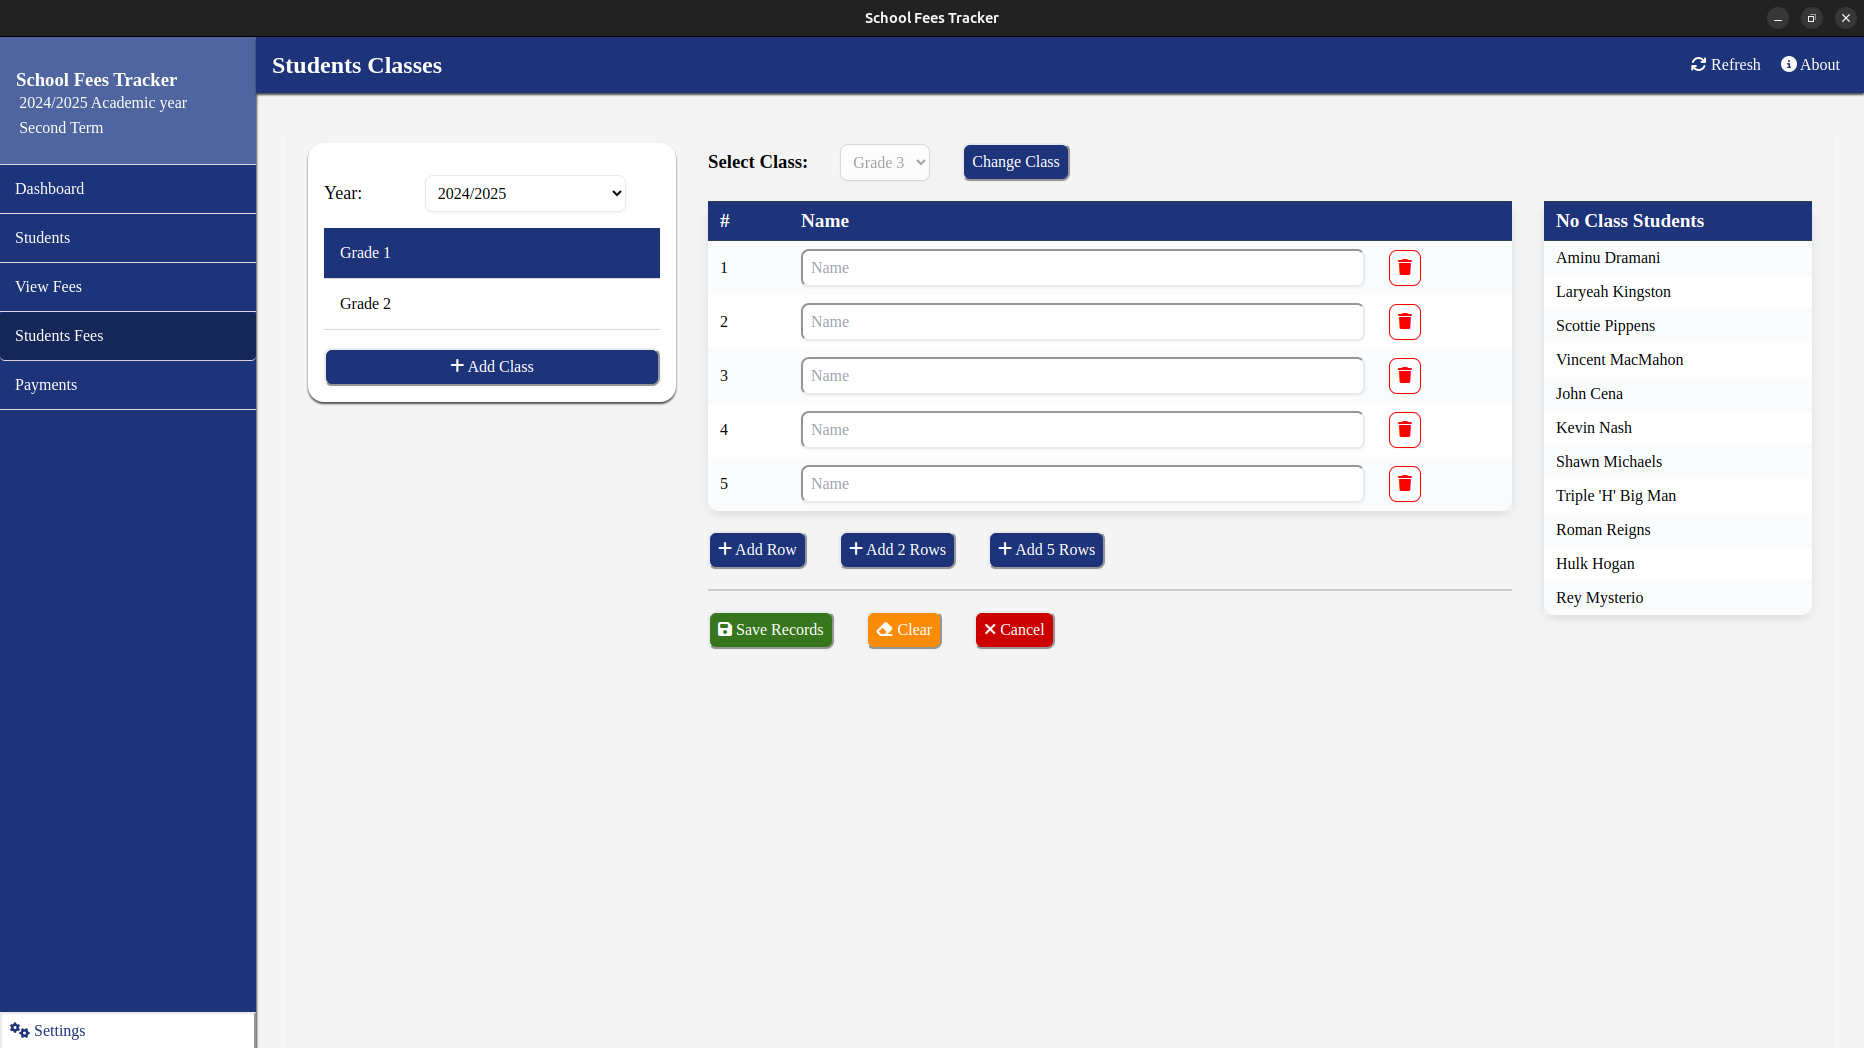 School Fees Tracker
School Fees Tracker
2024/2025 Academic year
Second Term
Dashboard
Students
View Fees
Students Fees
Payments
Settings
Students Classes
Refresh
About
Year:
2024/2025
Grade 1
Grade 2
Add Class
Select Class:
Grade 3
Change Class
# Name
1 Name
2 Name
3 Name
4 Name
5 Name
Add Row
Add 2 Rows
Add 5 Rows
Save Records
Clear
Cancel
No Class Students
Aminu Dramani
Laryeah Kingston
Scottie Pippens
Vincent MacMahon
John Cena
Kevin Nash
Shawn Michaels
Triple 'H' Big Man
Roman Reigns
Hulk Hogan
Rey Mysterio